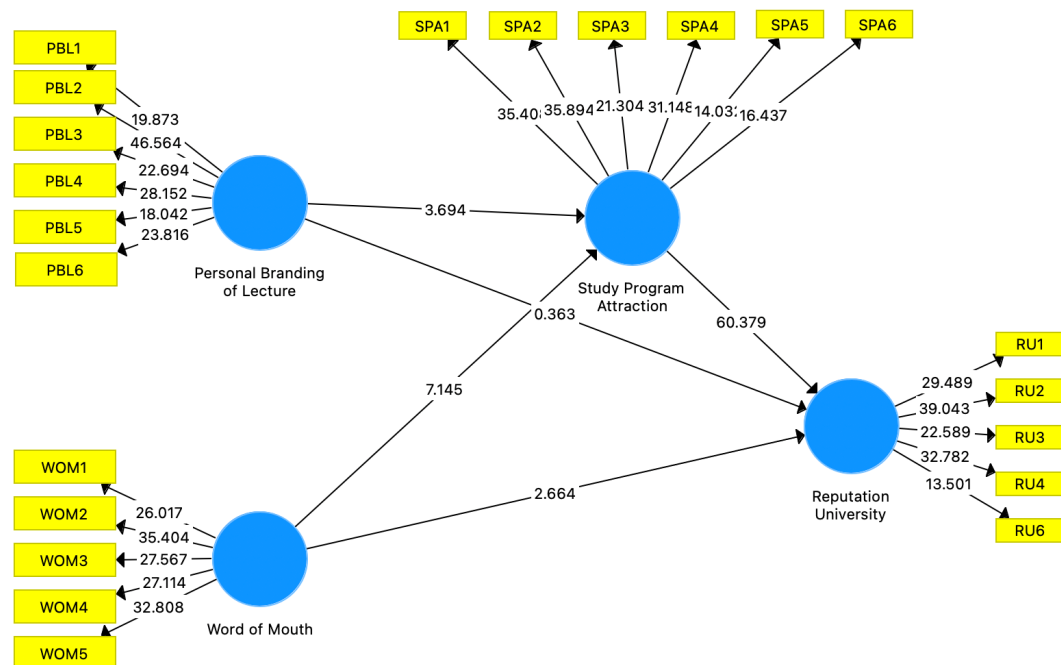 SPA1
SPA2
SPA3
SPA4
SPA5
SPA6
PBL1
PBL2
PBL3
PBL4
PBL5
PBL6
19.873
46.564
22.694
28.152
18.042
23.816
35.894
21.304
31.148
16.437
Personal Branding
of Lecture
3.694
Study Program
Attraction
0.363
60.379
7.145
2.664
RU1
RU2
RU3
RU4
RU6
29.489
39.043
22.589
32.782
13.501
Reputation
University
WOM1
WOM2
WOM3
WOM4
WOM5
26.017
35.404
27.567
27.114
32.808
Word of Mouth